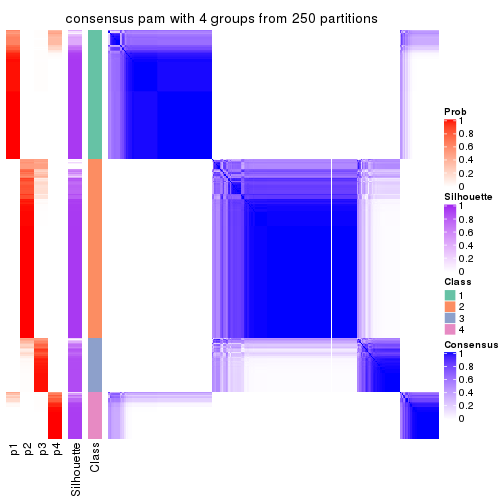 consensus pam with 4 groups from 250 partitions
Prob
1
0.8
0.6
0.4
0.2
0
Silhouette
1
0.8
0.6
0.4
0.2
0
Class
1
2
3
4
Consensus
1
0.8
0.6
0.4
0.2
0
p1
p2
p3
p4
Silhouette
Class